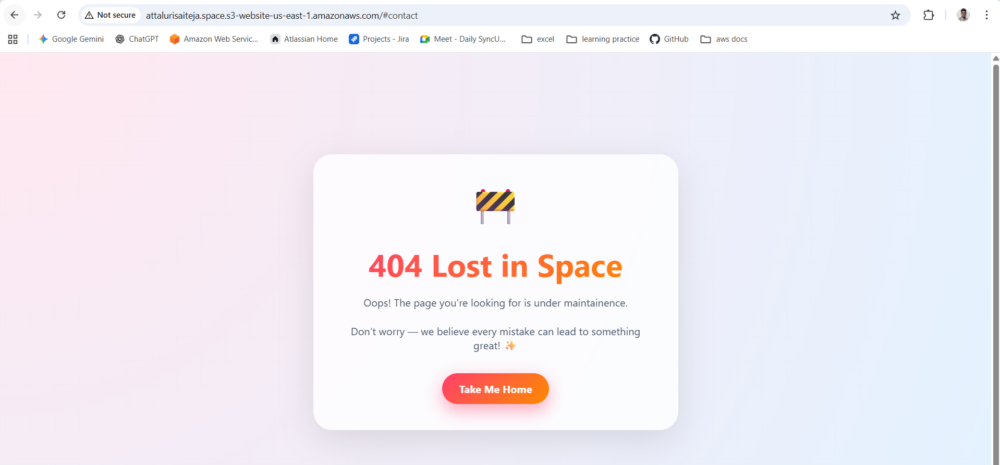 Not secure
attalurisaiteja.space.s3-website-us-east-1.amazonaws.com/#contact
Google Gemini
ChatGPT
Amazon Web Servic...
Atlassian Home
Projects - Jira
Meet - Daily SyncU...
excel
learning practice
GitHub
aws docs
404 Lost in Space
Oops! The page you're looking for is under maintainence.
Don’t worry — we believe every mistake can lead to something
great! ✨
Take Me Home